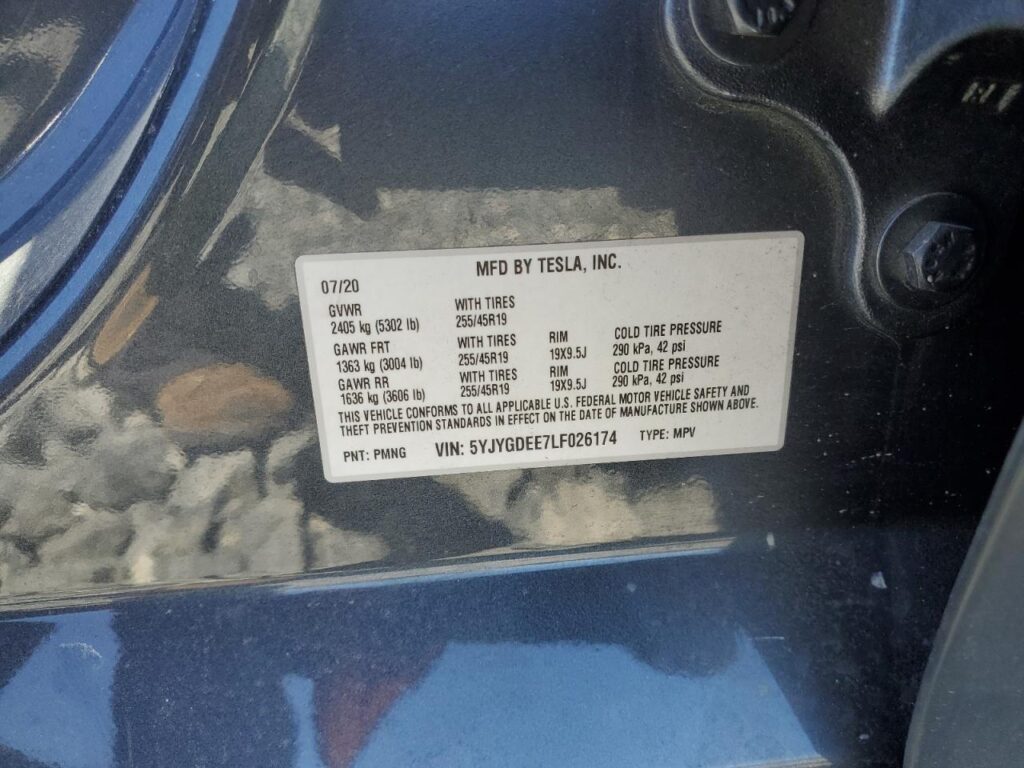 MFD BY TESLA, INC.
07/20
GVWR WITH TIRES
2405 kg (5302 lb) 255/45R19
GAWR FRT WITH TIRES RIM COLD TIRE PRESSURE
1363 kg (3004 lb) 255/45R19 19X9.5J 290 kPa, 42 psi
GAWR RR WITH TIRES RIM COLD TIRE PRESSURE
1636 kg (3606 lb) 255/45R19 19X9.5J 290 kPa, 42 psi
THIS VEHICLE CONFORMS TO ALL APPLICABLE U.S. FEDERAL MOTOR VEHICLE SAFETY AND
THEFT PREVENTION STANDARDS IN EFFECT ON THE DATE OF MANUFACTURE SHOWN ABOVE.
PNT: PMNG VIN: 5YJYGDEE7LF026174 TYPE: MPV